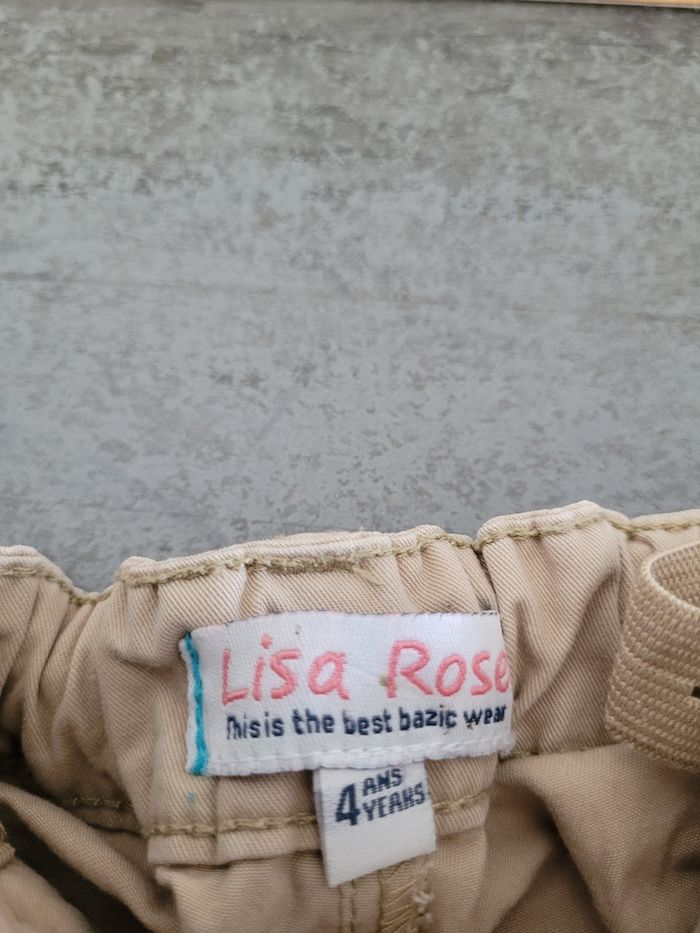 Lisa Rose
This is the best bazic wear
4 ANS
YEARS